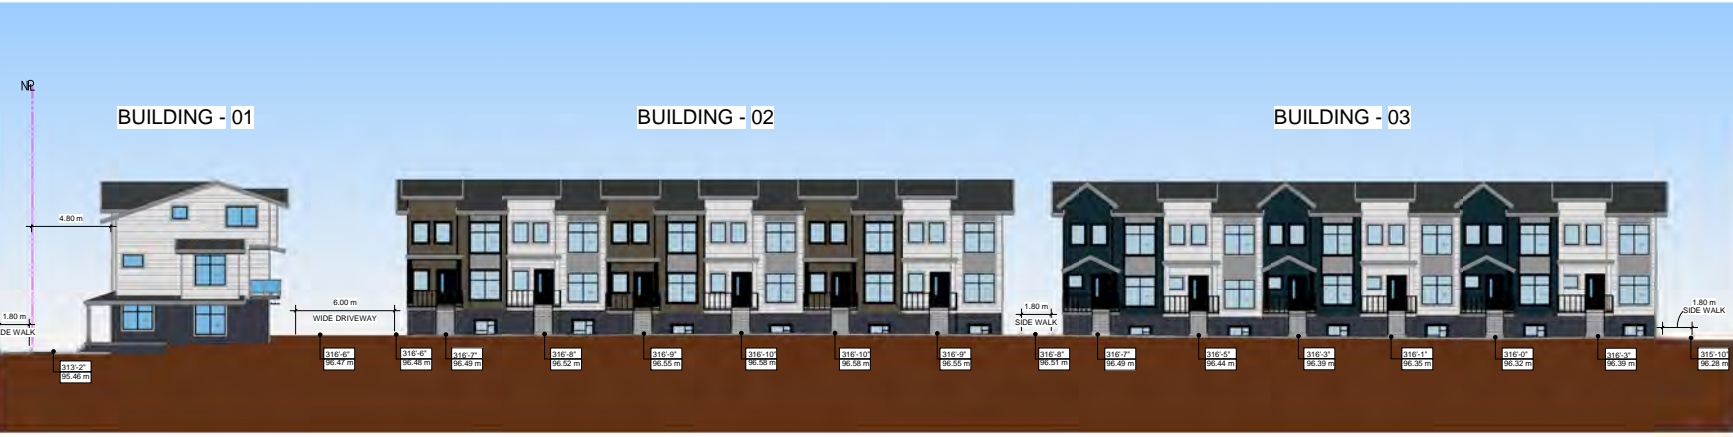 BUILDING - 01
BUILDING - 02
BUILDING - 03
4.80 m
1.80 m
DE WALK
6.00 m
WIDE DRIVEWAY
1.80 m
SIDE WALK
1.80 m
SIDE WALK
313'-2"
95.46 m
316'-6"
96.47 m
316'-6"
96.48 m
316'-7"
96.49 m
316'-8"
96.52 m
316'-9"
96.55 m
316'-10"
96.58 m
316'-10"
96.58 m
316'-9"
96.55 m
316'-8"
96.51 m
316'-7"
96.49 m
316'-5"
96.44 m
316'-3"
96.39 m
316'-1"
96.35 m
316'-0"
96.32 m
316'-3"
96.39 m
315'-10"
96.28 m